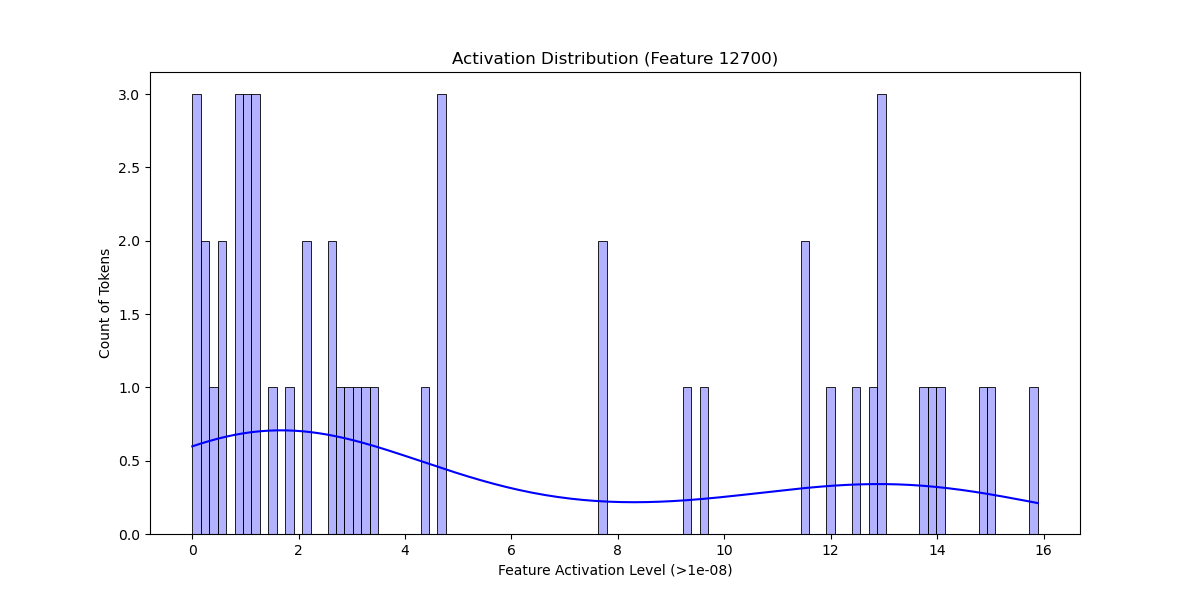 Activation Distribution (Feature 12700)
3.0
2.5
2.0
1.5
1.0
0.5
0.0
Count of Tokens
0 2 4 6 8 10 12 14 16
Feature Activation Level (>1e-08)